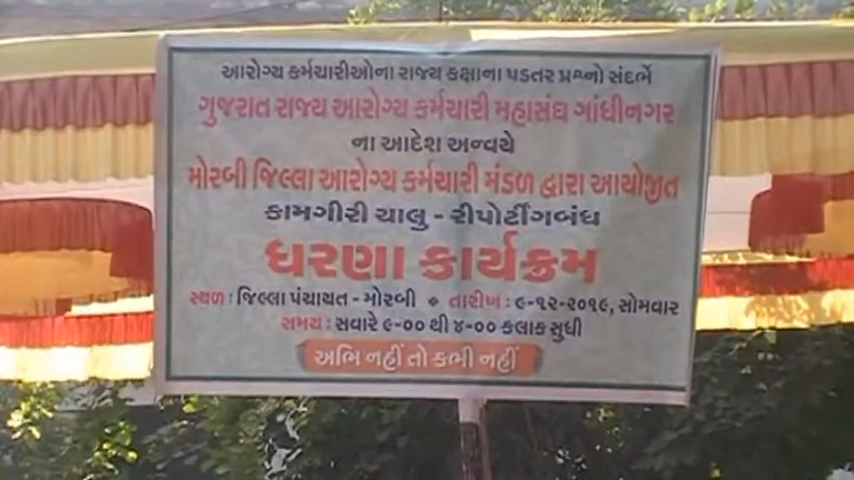 આરોગ્ય કર્મચારીઓના રાજ્ય કક્ષાના પડતર પ્રશ્નો સંદર્ભે
ગુજરાત રાજ્ય આરોગ્ય કર્મચારી મહાસંઘ ગાંધીનગર
ના આદેશ અન્વયે
મોરબી જિલ્લા આરોગ્ય કર્મચારી મંડળ દ્વારા આયોજીત
કામગીરી ચાલુ - રીપોર્ટીંગબંધ
ધરણા કાર્યક્રમ
સ્થળ : જિલ્લા પંચાયત - મોરબી • તારીખ : ૯-૧૨-૨૦૧૯, સોમવાર
સમય : સવારે ૯-૦૦ થી ૪-૦૦ કલાક સુધી
અભિ નહીં તો કભી નહીં